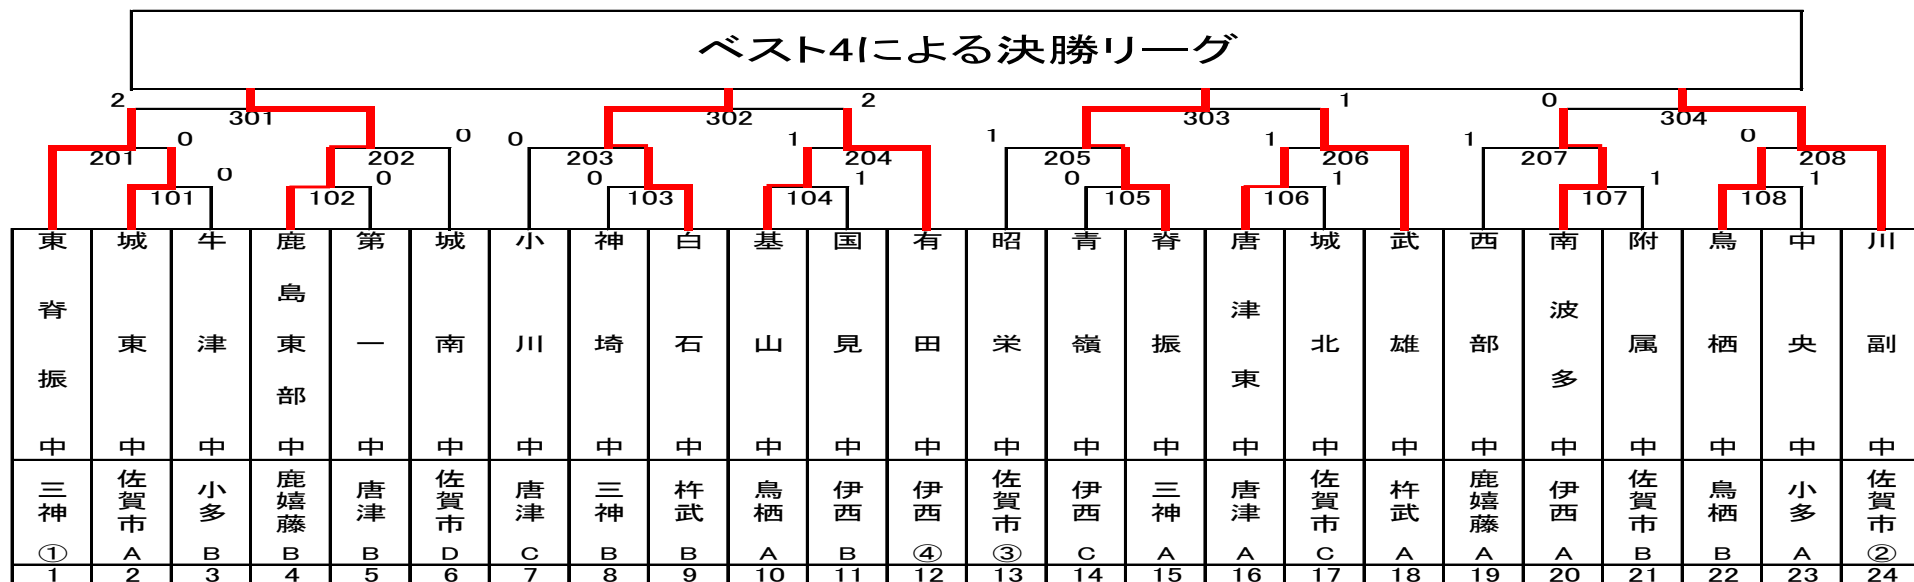 ベスト4による決勝リーグ
2 2 1 0
301 302 303 304
0 0 0 1 1 1 1 0
201 202 203 204 205 206 207 208
0 0 0 1 0 1 1 1
101 102 103 104 105 106 107 108
東脊振中
城東中
牛津中
鹿島東部中
第一中
城南中
小川中
神埼中
白石中
基山中
国見中
有田中
昭栄中
青嶺中
脊振中
唐津東中
城北中
武雄中
西部中
南波多中
附属中
鳥栖中
中央中
川副中
三神 佐賀市 小多 鹿嬉藤 唐津 佐賀市 唐津 三神 杵武 鳥栖 伊西 伊西 佐賀市 伊西 三神 唐津 佐賀市 杵武 鹿嬉藤 伊西 佐賀市 鳥栖 小多 佐賀市
① A B B B D C B B A B ④ ③ C A A C A A A B B A ②
1 2 3 4 5 6 7 8 9 10 11 12 13 14 15 16 17 18 19 20 21 22 23 24